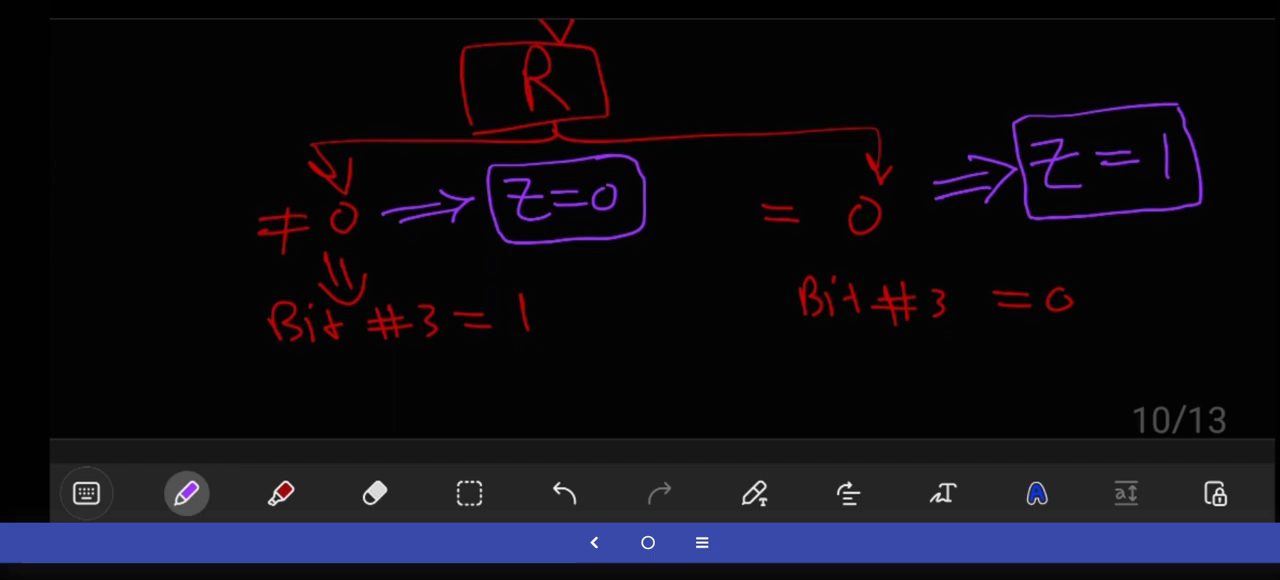 R
≠ 0 ⇒ Z=0
= 0 ⇒ Z = 1
Bit #3 = 1
Bit #3 = 0
10/13